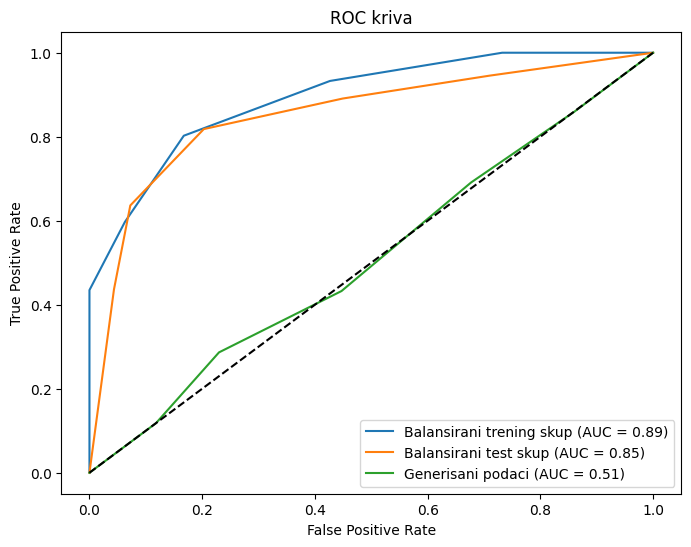 ROC kriva
True Positive Rate
1.0
0.8
0.6
0.4
0.2
0.0
Balansirani trening skup (AUC = 0.89)
Balansirani test skup (AUC = 0.85)
Generisani podaci (AUC = 0.51)
0.0 0.2 0.4 0.6 0.8 1.0
False Positive Rate